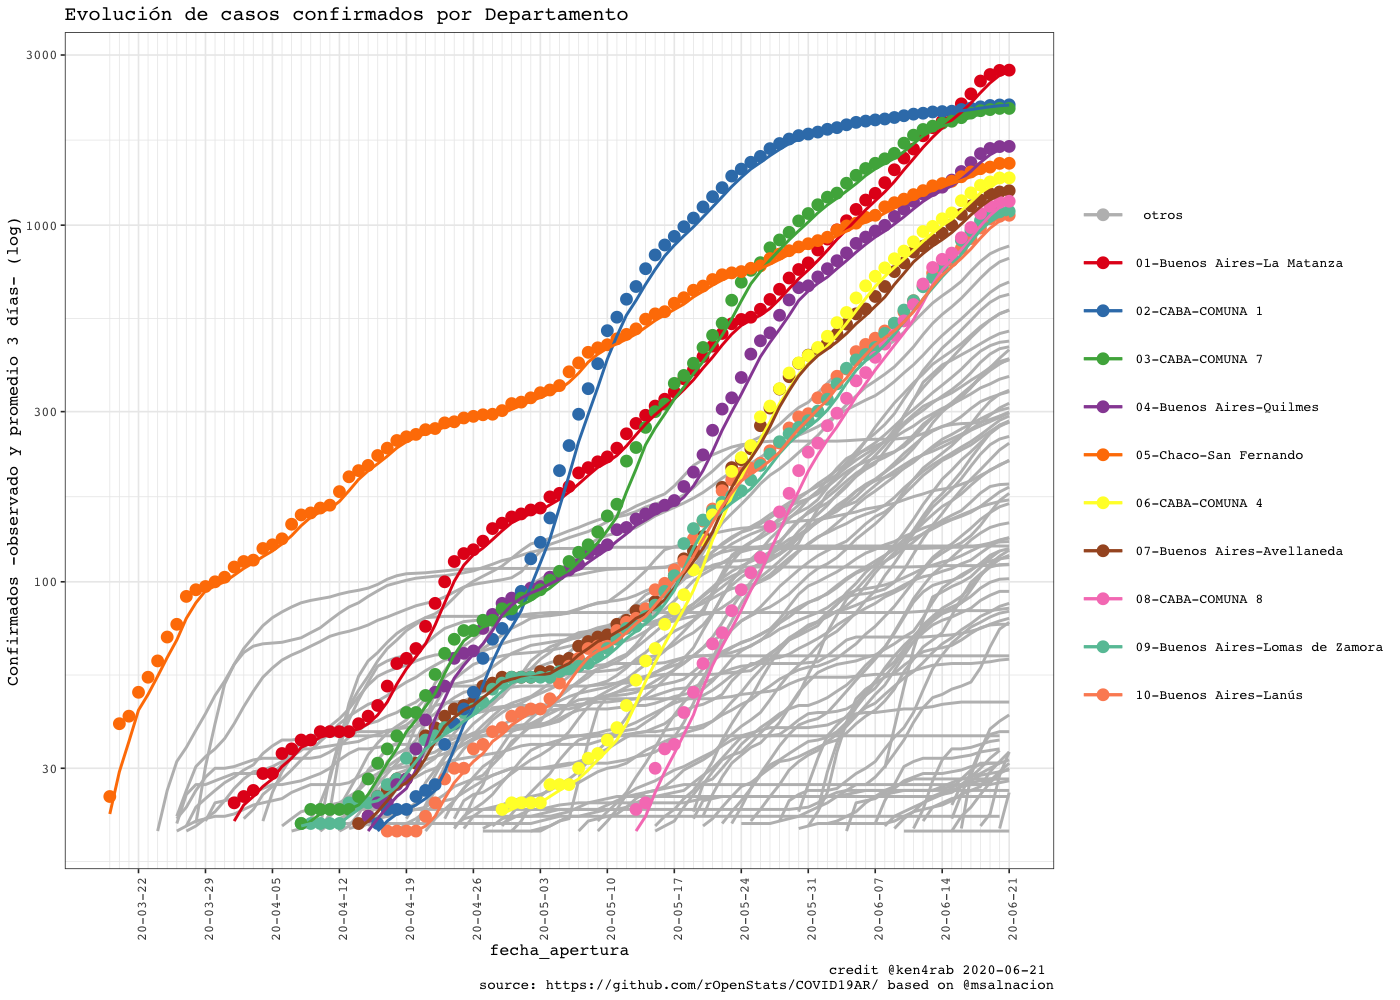 Evolución de casos confirmados por Departamento
Confirmados -observado y promedio 3 días- (log)
3000
1000
300
100
30
20-03-22
20-03-29
20-04-05
20-04-12
20-04-19
20-04-26
20-05-03
20-05-10
20-05-17
20-05-24
20-05-31
20-06-07
20-06-14
20-06-21
fecha_apertura
otros
01-Buenos Aires-La Matanza
02-CABA-COMUNA 1
03-CABA-COMUNA 7
04-Buenos Aires-Quilmes
05-Chaco-San Fernando
06-CABA-COMUNA 4
07-Buenos Aires-Avellaneda
08-CABA-COMUNA 8
09-Buenos Aires-Lomas de Zamora
10-Buenos Aires-Lanús
credit @ken4rab 2020-06-21
source: https://github.com/rOpenStats/COVID19AR/ based on @msalnacion